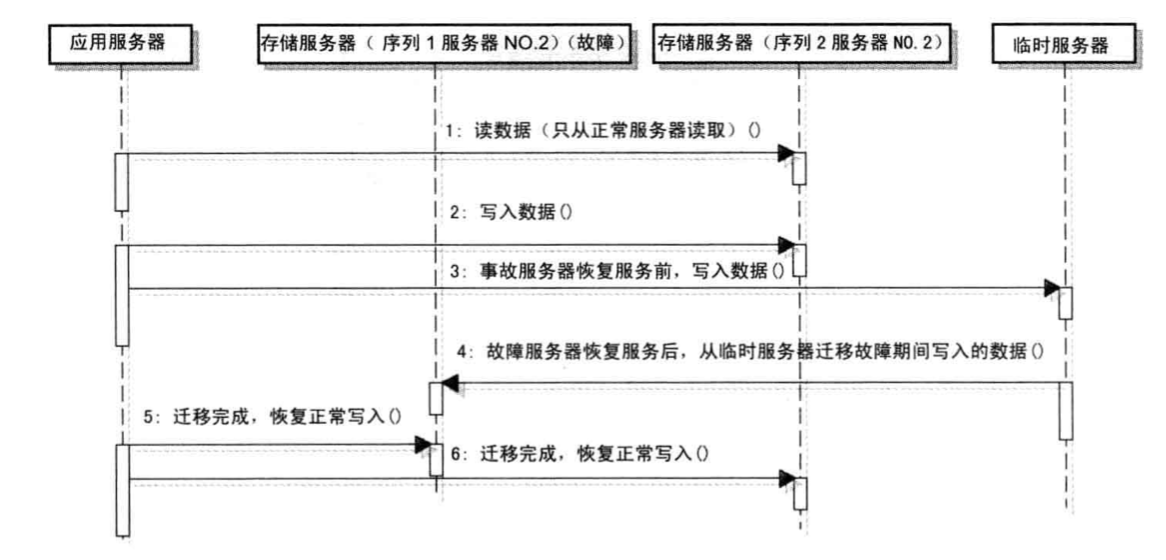 应用服务器
存储服务器（序列1服务器NO.2）（故障）
存储服务器（序列2服务器NO.2）
临时服务器
1: 读数据（只从正常服务器读取）()
2: 写入数据()
3: 事故服务器恢复服务前，写入数据()
4: 故障服务器恢复服务后，从临时服务器迁移故障期间写入的数据()
5: 迁移完成，恢复正常写入()
6: 迁移完成，恢复正常写入()